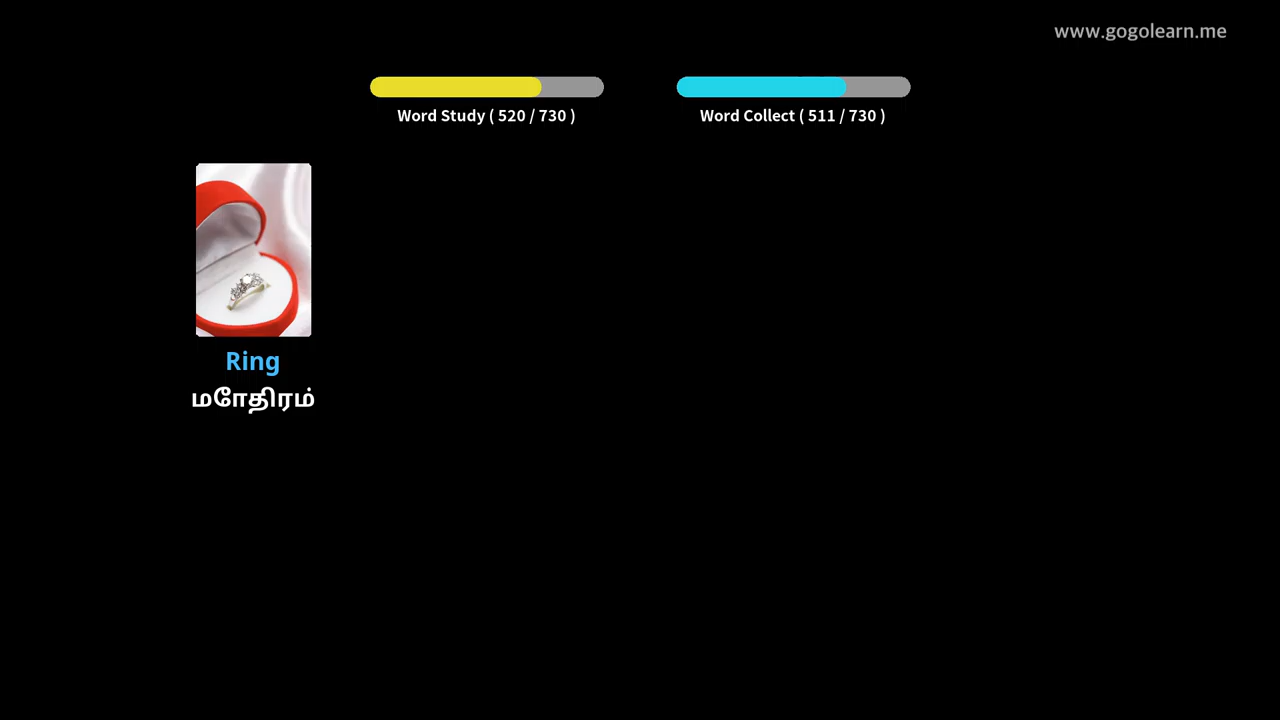 www.gogolearn.me
Word Study ( 520 / 730 )
Word Collect ( 511 / 730 )
Ring
மோதிரம்